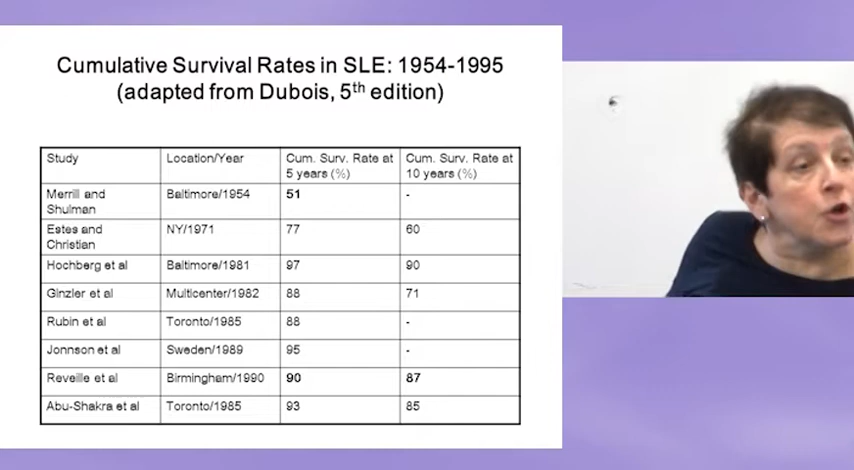 Cumulative Survival Rates in SLE: 1954-1995
(adapted from Dubois, 5th edition)
Study Location/Year Cum. Surv. Rate at 5 years (%) Cum. Surv. Rate at 10 years (%)
Merrill and Shulman Baltimore/1954 51 -
Estes and Christian NY/1971 77 60
Hochberg et al Baltimore/1981 97 90
Ginzler et al Multicenter/1982 88 71
Rubin et al Toronto/1985 88 -
Jonnson et al Sweden/1989 95 -
Reveille et al Birmingham/1990 90 87
Abu-Shakra et al Toronto/1985 93 85